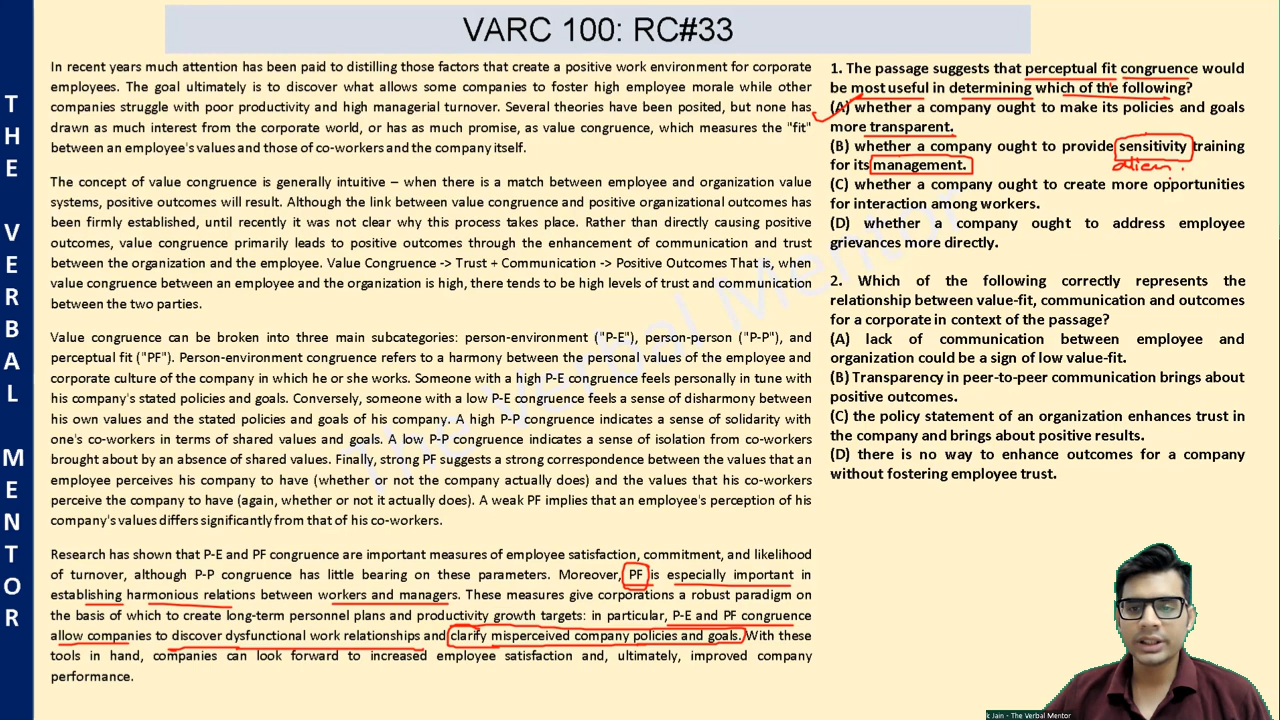 VARC 100: RC#33
THE VERBAL MENTOR
In recent years much attention has been paid to distilling those factors that create a positive work environment for corporate
employees. The goal ultimately is to discover what allows some companies to foster high employee morale while other
companies struggle with poor productivity and high managerial turnover. Several theories have been posited, but none has
drawn as much interest from the corporate world, or has as much promise, as value congruence, which measures the "fit"
between an employee's values and those of co-workers and the company itself.
The concept of value congruence is generally intuitive – when there is a match between employee and organization value
systems, positive outcomes will result. Although the link between value congruence and positive organizational outcomes has
been firmly established, until recently it was not clear why this process takes place. Rather than directly causing positive
outcomes, value congruence primarily leads to positive outcomes through the enhancement of communication and trust
between the organization and the employee. Value Congruence -> Trust + Communication -> Positive Outcomes That is, when
value congruence between an employee and the organization is high, there tends to be high levels of trust and communication
between the two parties.
Value congruence can be broken into three main subcategories: person-environment ("P-E"), person-person ("P-P"), and
perceptual fit ("PF"). Person-environment congruence refers to a harmony between the personal values of the employee and
corporate culture of the company in which he or she works. Someone with a high P-E congruence feels personally in tune with
his company's stated policies and goals. Conversely, someone with a low P-E congruence feels a sense of disharmony between
his own values and the stated policies and goals of his company. A high P-P congruence indicates a sense of solidarity with
one's co-workers in terms of shared values and goals. A low P-P congruence indicates a sense of isolation from co-workers
brought about by an absence of shared values. Finally, strong PF suggests a strong correspondence between the values that an
employee perceives his company to have (whether or not the company actually does) and the values that his co-workers
perceive the company to have (again, whether or not it actually does). A weak PF implies that an employee's perception of his
company's values differs significantly from that of his co-workers.
Research has shown that P-E and PF congruence are important measures of employee satisfaction, commitment, and likelihood
of turnover, although P-P congruence has little bearing on these parameters. Moreover, PF is especially important in
establishing harmonious relations between workers and managers. These measures give corporations a robust paradigm on
the basis of which to create long-term personnel plans and productivity growth targets: in particular, P-E and PF congruence
allow companies to discover dysfunctional work relationships and clarify misperceived company policies and goals. With these
tools in hand, companies can look forward to increased employee satisfaction and, ultimately, improved company
performance.
1. The passage suggests that perceptual fit congruence would
be most useful in determining which of the following?
(A) whether a company ought to make its policies and goals
more transparent.
(B) whether a company ought to provide sensitivity training
for its management.
alien.
(C) whether a company ought to create more opportunities
for interaction among workers.
(D) whether a company ought to address employee
grievances more directly.
2. Which of the following correctly represents the
relationship between value-fit, communication and outcomes
for a corporate in context of the passage?
(A) lack of communication between employee and
organization could be a sign of low value-fit.
(B) Transparency in peer-to-peer communication brings about
positive outcomes.
(C) the policy statement of an organization enhances trust in
the company and brings about positive results.
(D) there is no way to enhance outcomes for a company
without fostering employee trust.
The Verbal Mentor
k Jain - The Verbal Mentor